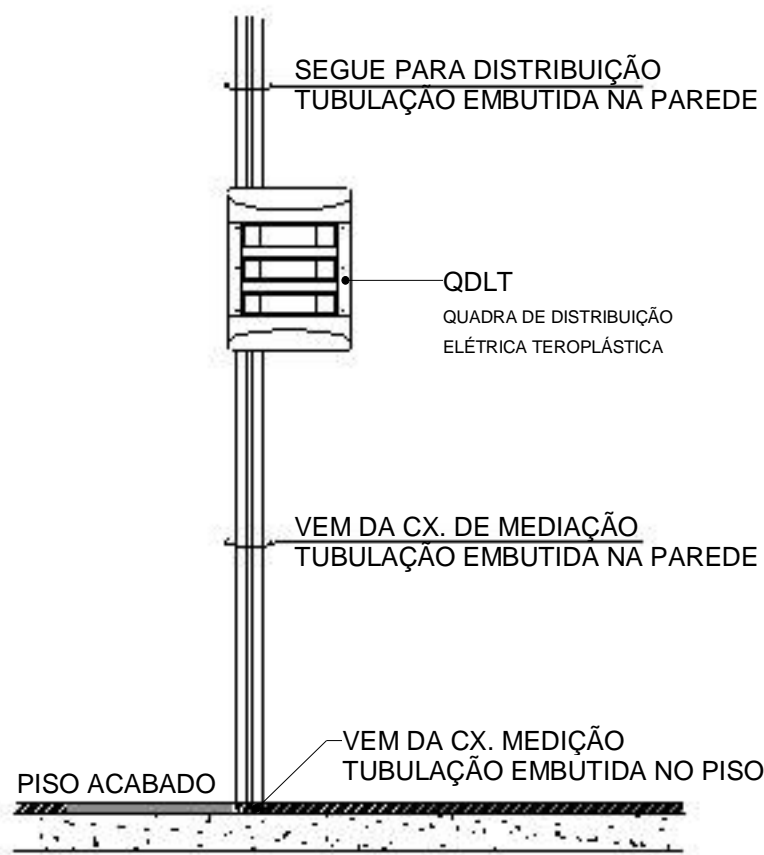 SEGUE PARA DISTRIBUIÇÃO
TUBULAÇÃO EMBUTIDA NA PAREDE
QDLT
QUADRA DE DISTRIBUIÇÃO
ELÉTRICA TEROPLÁSTICA
VEM DA CX. DE MEDIAÇÃO
TUBULAÇÃO EMBUTIDA NA PAREDE
VEM DA CX. MEDIÇÃO
TUBULAÇÃO EMBUTIDA NO PISO
PISO ACABADO